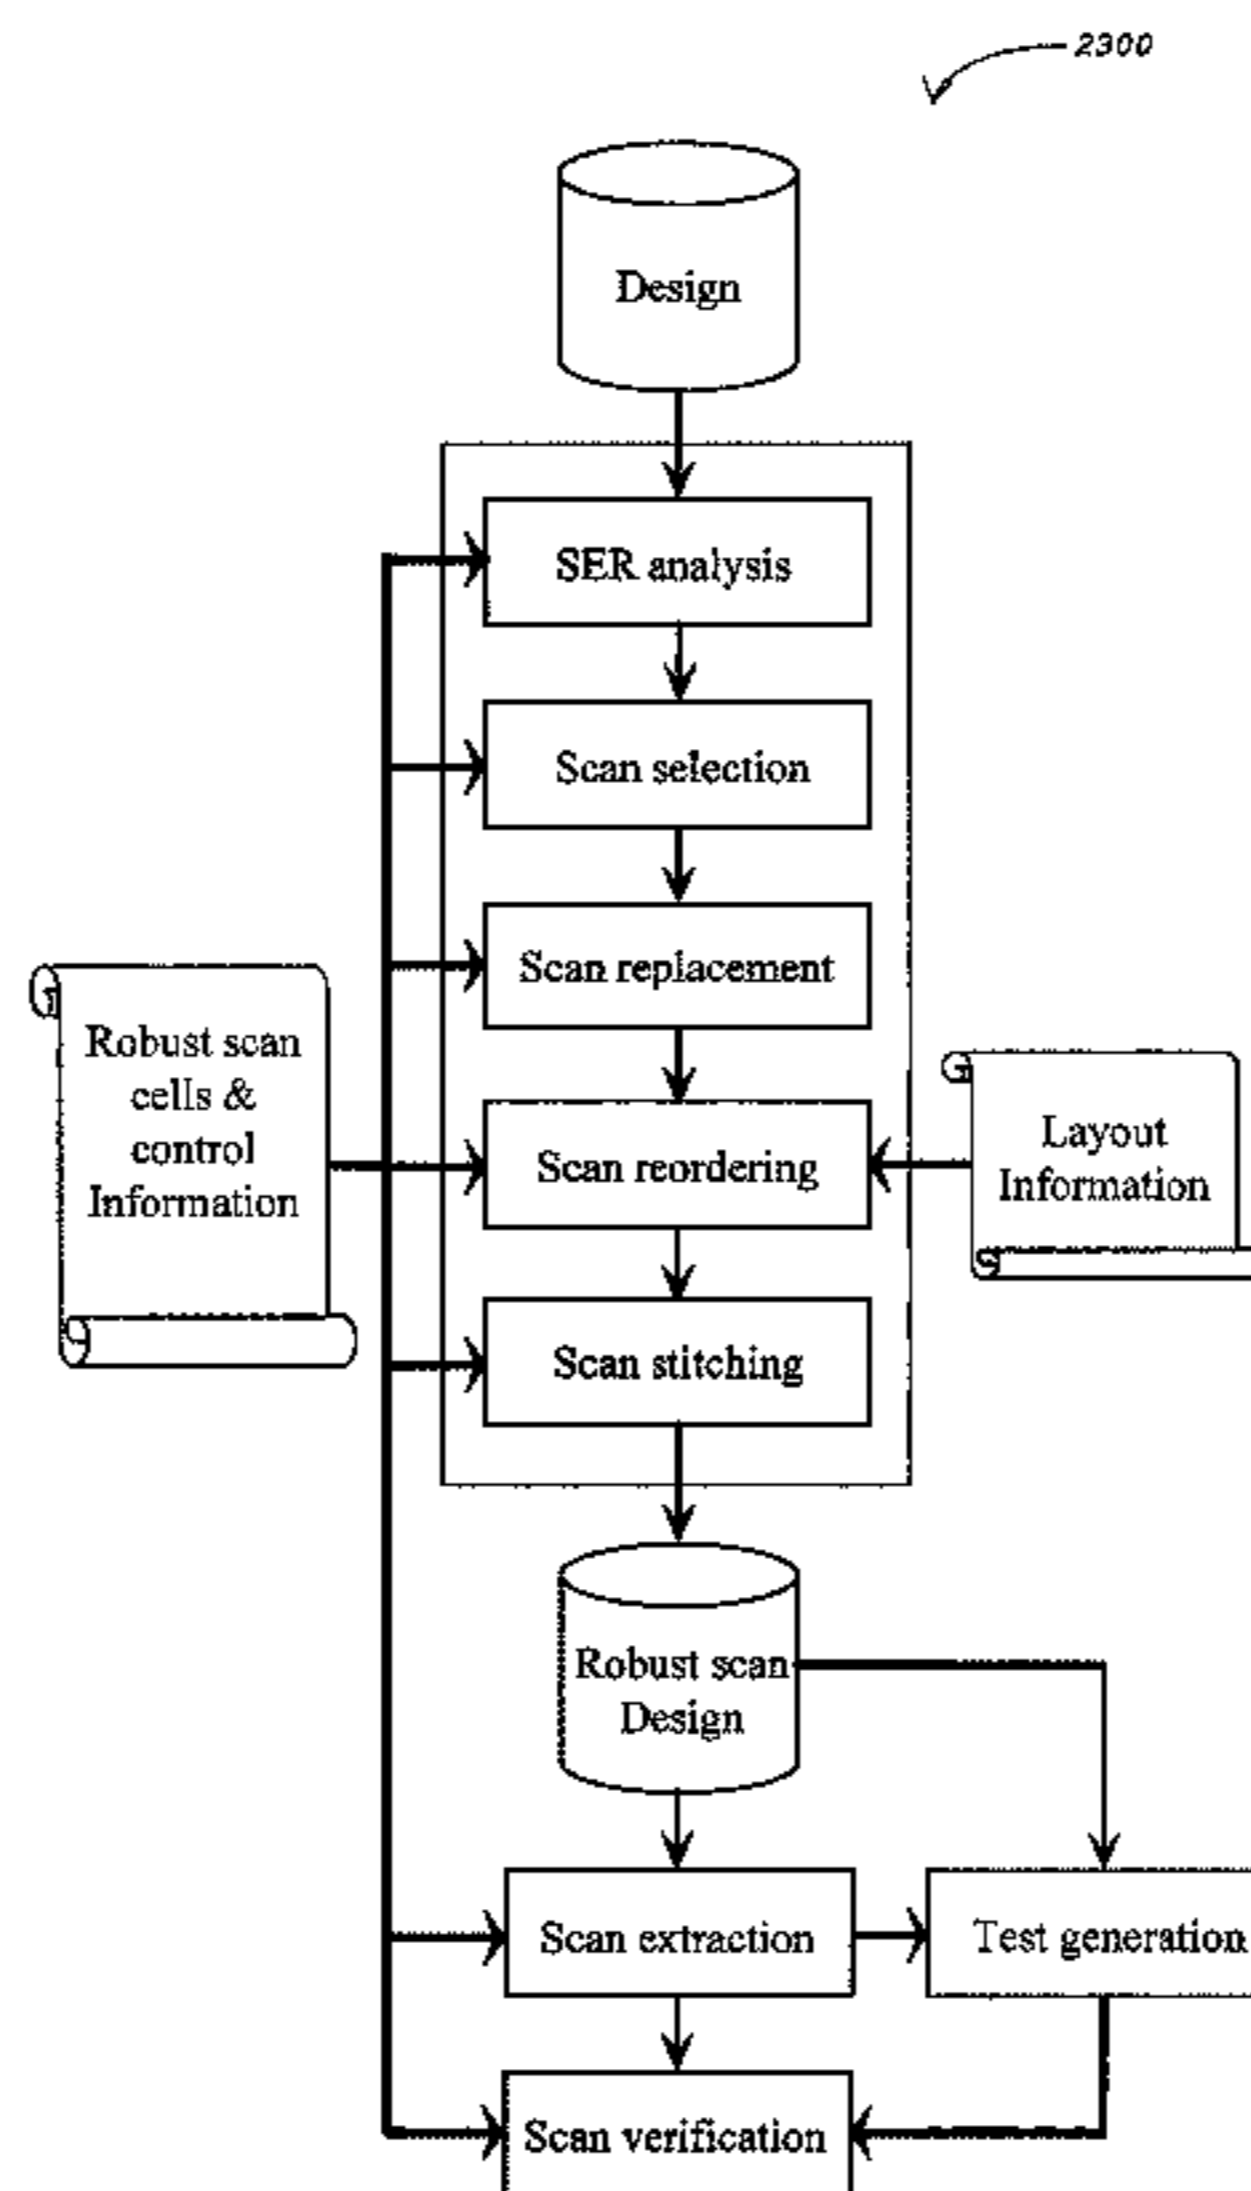 2300
Design
SER analysis
Scan selection
Scan replacement
Robust scan
cells &
control
Information
Scan reordering
Layout
Information
Scan stitching
Robust scan
Design
Scan extraction
Test generation
Scan verification